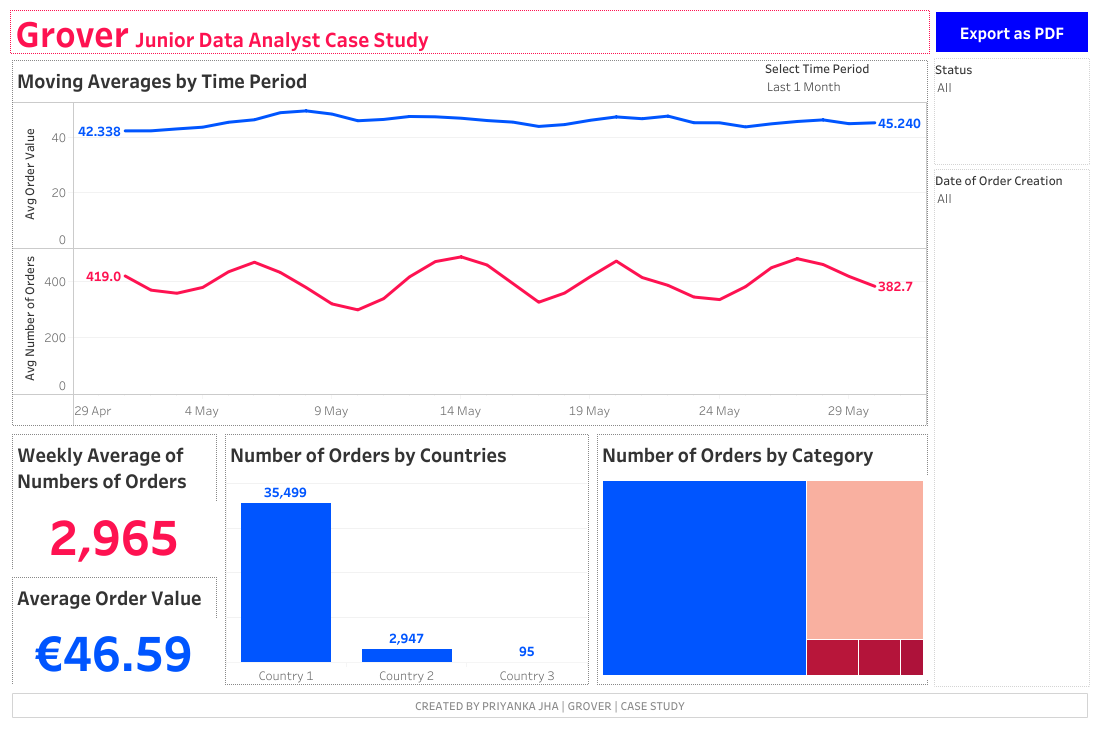 Grover Junior Data Analyst Case Study
Export as PDF
Moving Averages by Time Period
Select Time Period
Last 1 Month
Status
All
Date of Order Creation
All
Avg Order Value
40
20
0
42.338
45.240
Avg Number of Orders
400
200
0
419.0
382.7
29 Apr
4 May
9 May
14 May
19 May
24 May
29 May
Weekly Average of
Numbers of Orders
2,965
Average Order Value
€46.59
Number of Orders by Countries
35,499
2,947
95
Country 1
Country 2
Country 3
Number of Orders by Category
CREATED BY PRIYANKA JHA | GROVER | CASE STUDY